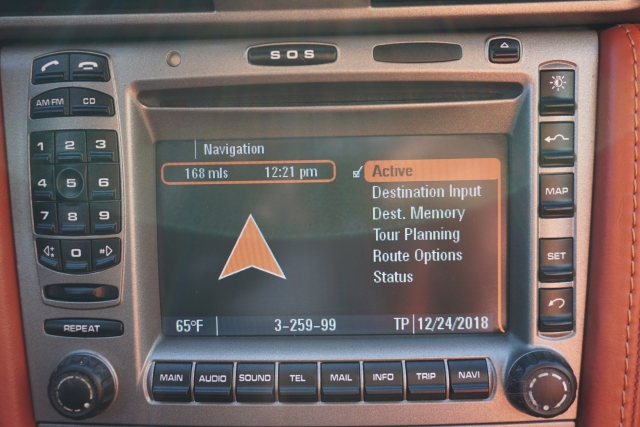 SOS
AM·FM CD
1 2 3
4 5 6
7 8 9
0
REPEAT
Navigation
168 mls 12:21 pm
Active
Destination Input
Dest. Memory
Tour Planning
Route Options
Status
65°F 3-259-99 TP 12/24/2018
MAP
SET
MAIN AUDIO SOUND TEL MAIL INFO TRIP NAVI